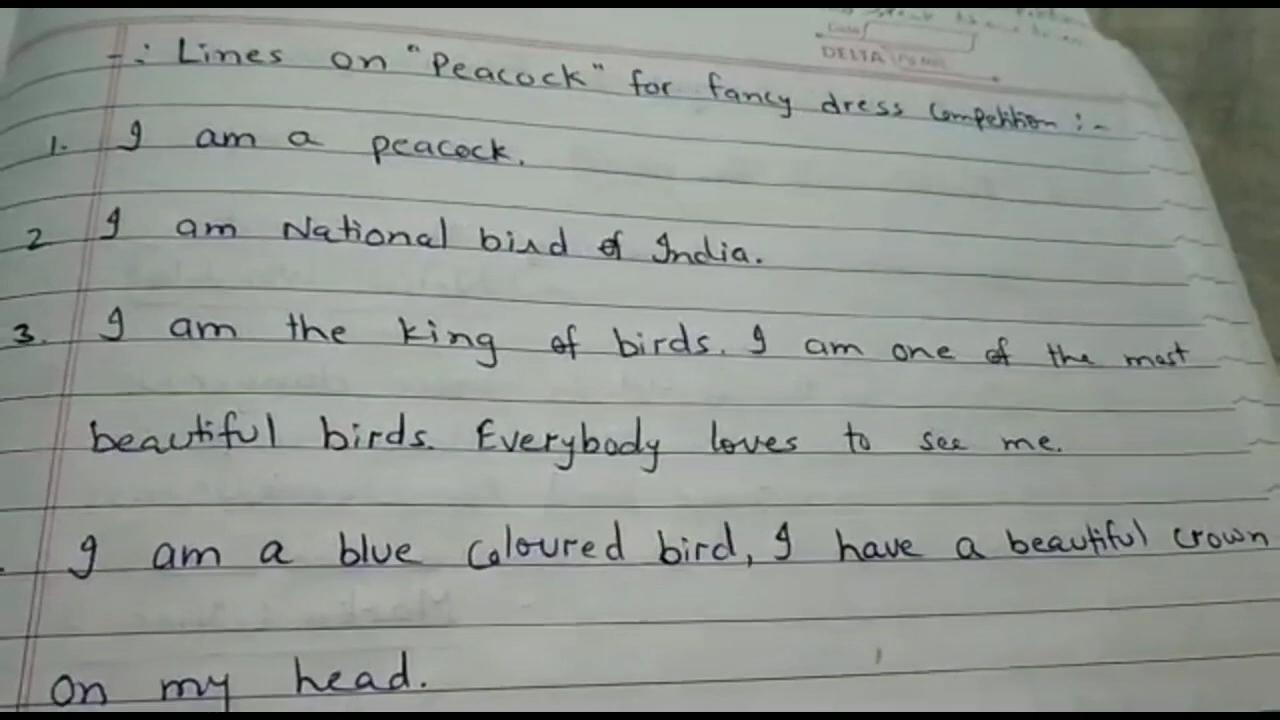 -: Lines on "Peacock" for fancy dress Competition :-
1. I am a peacock.
2 I am National bird of India.
3. I am the king of birds. I am one of the most
beautiful birds. Everybody loves to see me.
. I am a blue coloured bird, I have a beautiful crown
on my head.
DELTA